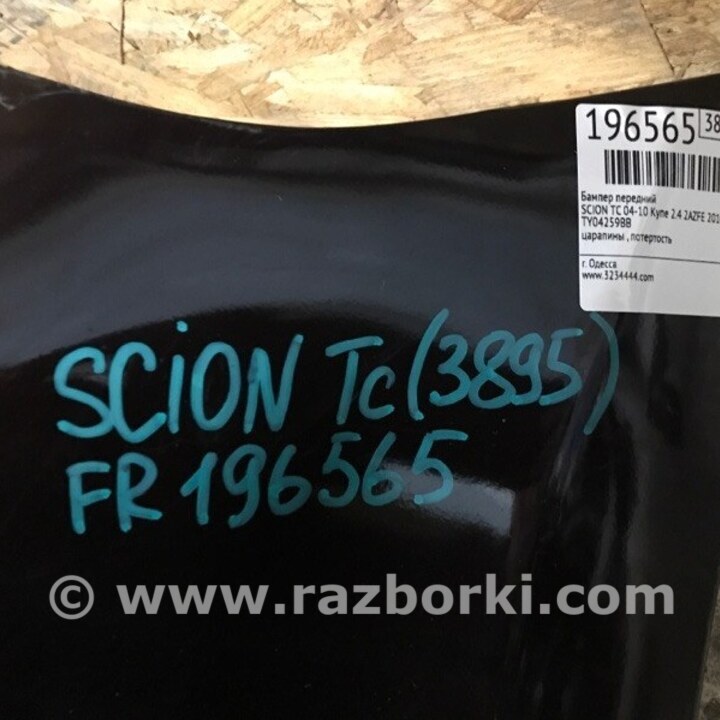 196565 38
Бампер передний
SCION TC 04-10 Купе 2.4 2AZFE 201
TY04259BB
царапины , потертость
г. Одесса
www.3234444.com
SCiON Tc (3895)
FR 196565
© www.razborki.com